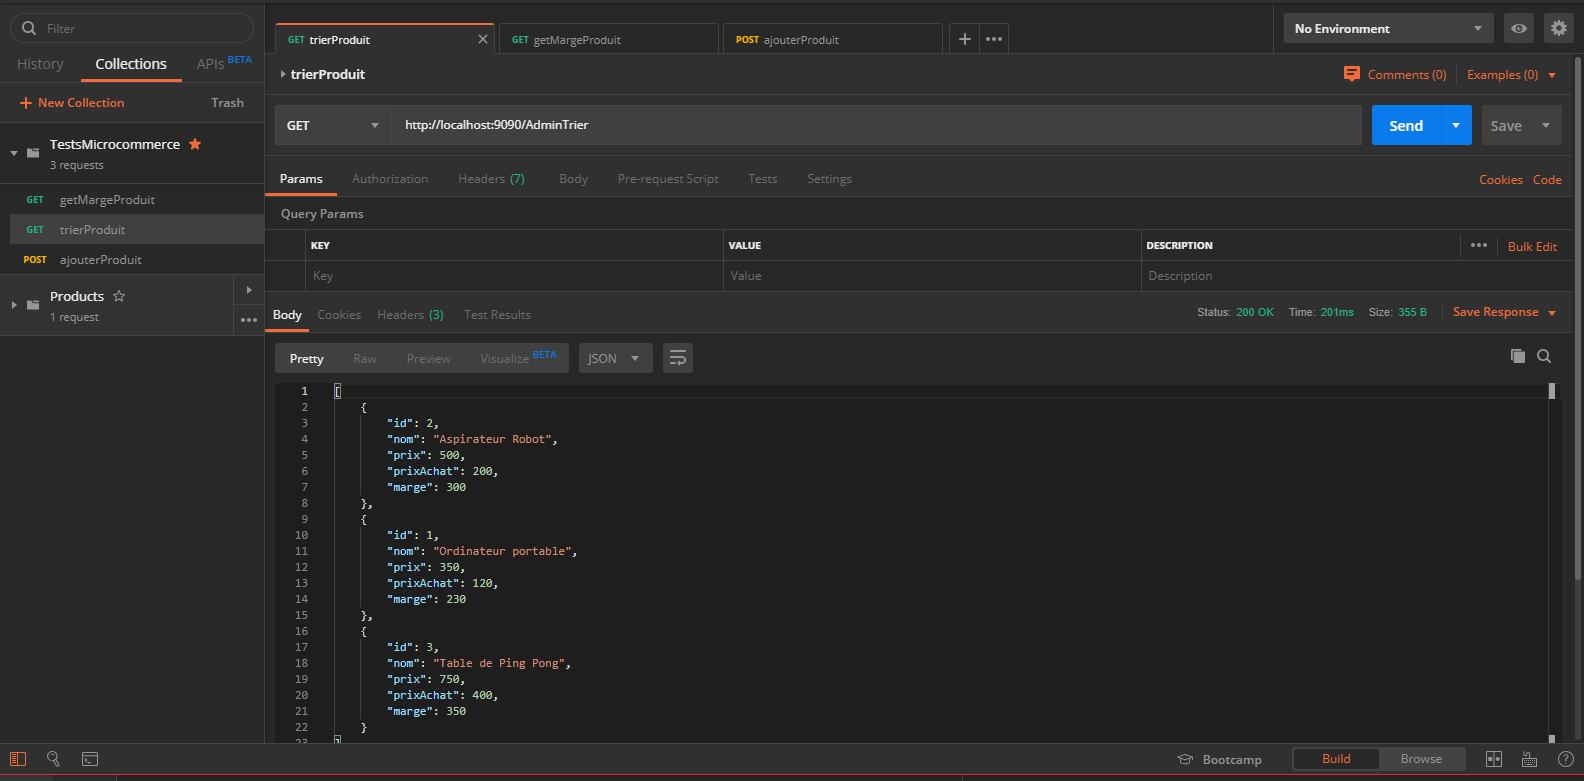 Filter
History Collections APIs BETA
+ New Collection Trash
TestsMicrocommerce
3 requests
GET getMargeProduit
GET trierProduit
POST ajouterProduit
Products
1 request
GET trierProduit
GET getMargeProduit
POST ajouterProduit
No Environment
trierProduit
Comments (0) Examples (0)
GET http://localhost:9090/AdminTrier Send Save
Params Authorization Headers (7) Body Pre-request Script Tests Settings Cookies Code
Query Params
KEY VALUE DESCRIPTION Bulk Edit
Key Value Description
Body Cookies Headers (3) Test Results Status: 200 OK Time: 201ms Size: 355 B Save Response
Pretty Raw Preview Visualize BETA JSON
1 [
2 {
3 "id": 2,
4 "nom": "Aspirateur Robot",
5 "prix": 500,
6 "prixAchat": 200,
7 "marge": 300
8 },
9 {
10 "id": 1,
11 "nom": "Ordinateur portable",
12 "prix": 350,
13 "prixAchat": 120,
14 "marge": 230
15 },
16 {
17 "id": 3,
18 "nom": "Table de Ping Pong",
19 "prix": 750,
20 "prixAchat": 400,
21 "marge": 350
22 }
23 ]
Bootcamp Build Browse